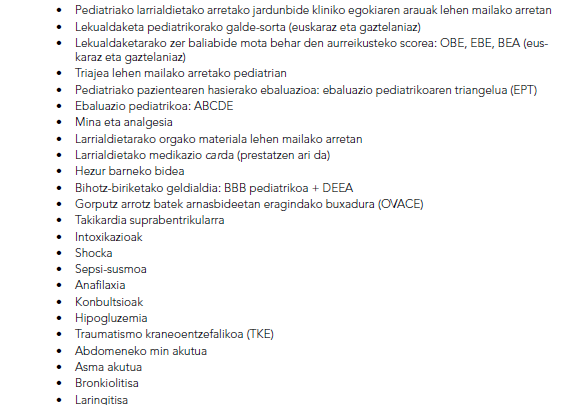 • Pediatriako larrialdietako arretako jardunbide kliniko egokiaren arauak lehen mailako arretan
• Lekualdaketa pediatrikorako galde-sorta (euskaraz eta gaztelaniaz)
• Lekualdaketarako zer baliabide mota behar den aurreikusteko scorea: OBE, EBE, BEA (eus-
karaz eta gaztelaniaz)
• Triajea lehen mailako arretako pediatrian
• Pediatriako pazientearen hasierako ebaluazioa: ebaluazio pediatrikoaren triangelua (EPT)
• Ebaluazio pediatrikoa: ABCDE
• Mina eta analgesia
• Larrialdietarako orgako materiala lehen mailako arretan
• Larrialdietako medikazio carda (prestatzen ari da)
• Hezur barneko bidea
• Bihotz-biriketako geldialdia: BBB pediatrikoa + DEEA
• Gorputz arrotz batek arnasbideetan eragindako buxadura (OVACE)
• Takikardia suprabentrikularra
• Intoxikazioak
• Shocka
• Sepsi-susmoa
• Anafilaxia
• Konbultsioak
• Hipogluzemia
• Traumatismo kraneoentzefalikoa (TKE)
• Abdomeneko min akutua
• Asma akutua
• Bronkiolitisa
• Laringitisa